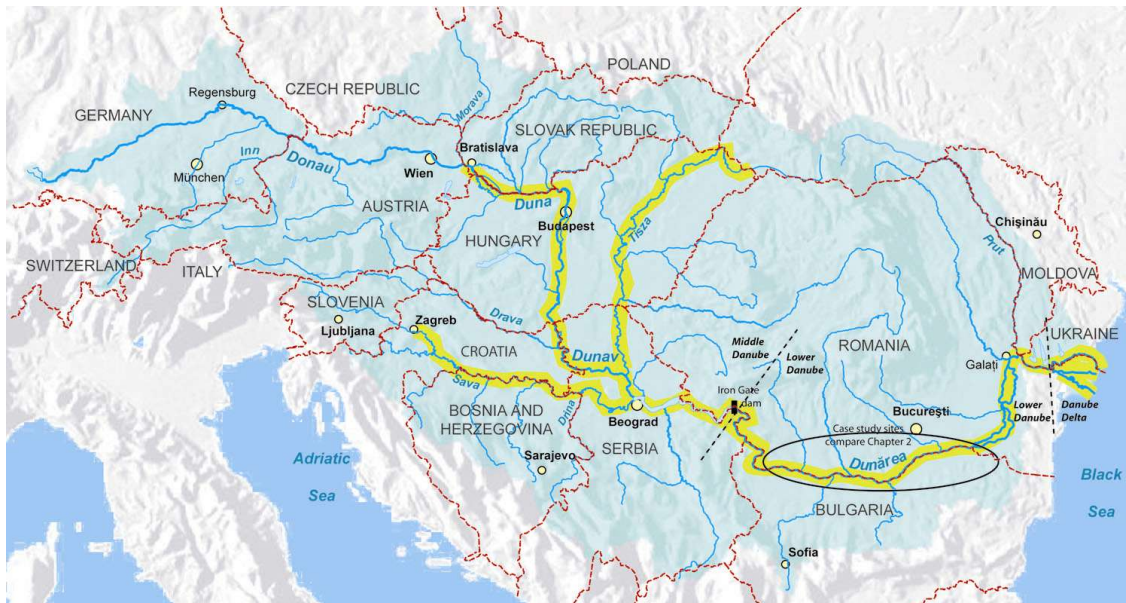 POLAND
CZECH REPUBLIC
Regensburg
GERMANY
Morava
SLOVAK REPUBLIC
Bratislava
Inn
Donau
München
Wien
Duna
AUSTRIA
Budapest
Tisza
Chişinău
HUNGARY
Prut
SWITZERLAND
ITALY
MOLDOVA
SLOVENIA
Zagreb
Drava
Ljubljana
UKRAINE
CROATIA
Dunav
Middle
Danube
Lower
Danube
ROMANIA
Galaţi
Sava
Iron Gate
dam
BOSNIA AND
HERZEGOVINA
Drina
Beograd
Bucureşti
Lower
Danube
Danube
Delta
Case study sites
compare Chapter 2
SERBIA
Sarajevo
Dunărea
Adriatic
Sea
Black
Sea
BULGARIA
Sofia